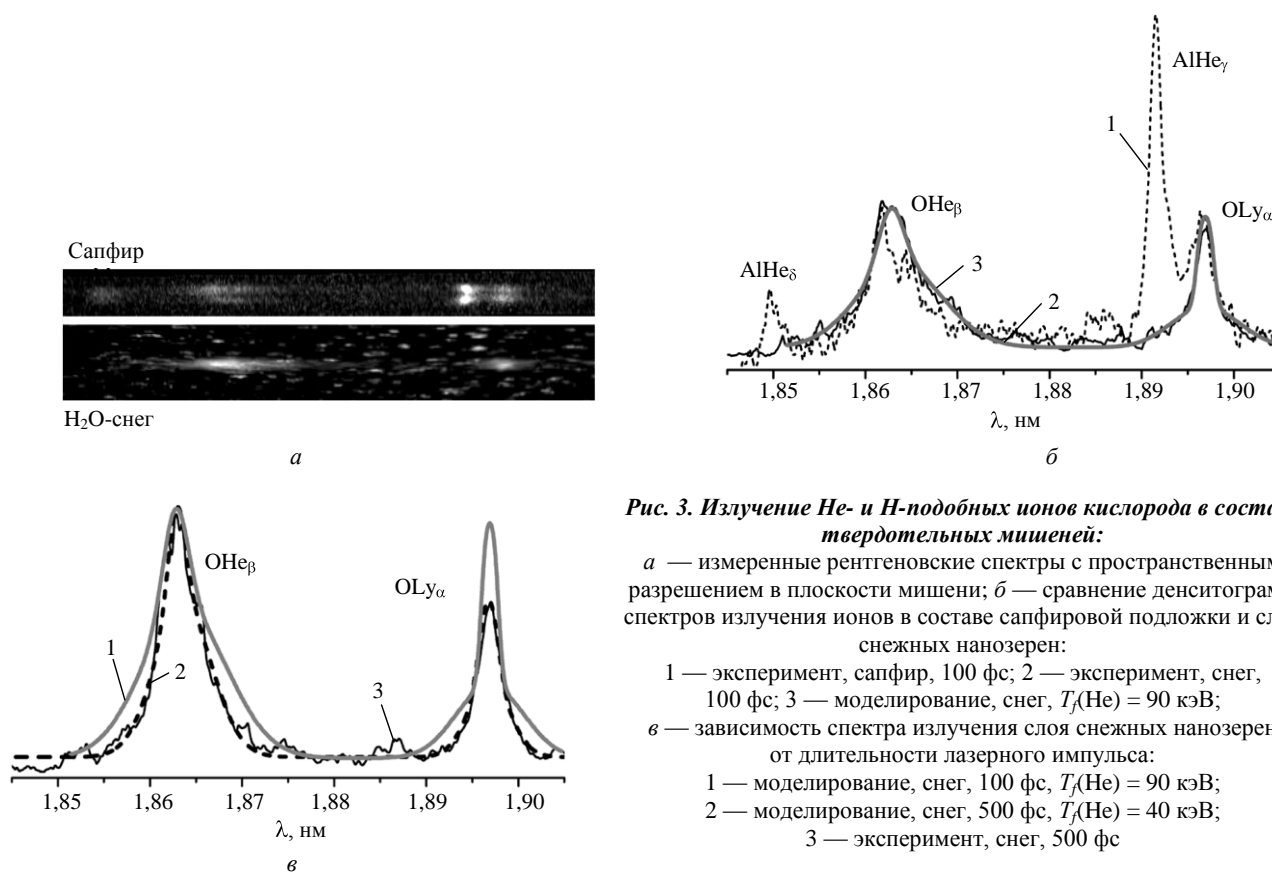 Сапфир
H₂O-снег
а
AlHeγ
1
OHeβ
OLyα
AlHeδ
3
2
1,85 1,86 1,87 1,88 1,89 1,90
λ, нм
б
OHeβ
OLyα
1
2
3
1,85 1,86 1,87 1,88 1,89 1,90
λ, нм
в
Рис. 3. Излучение He- и H-подобных ионов кислорода в соста
твердотельных мишеней:
а — измеренные рентгеновские спектры с пространственным
разрешением в плоскости мишени; б — сравнение денситограм
спектров излучения ионов в составе сапфировой подложки и сл
снежных нанозерен:
1 — эксперимент, сапфир, 100 фс; 2 — эксперимент, снег,
100 фс; 3 — моделирование, снег, Tf(He) = 90 кэВ;
в — зависимость спектра излучения слоя снежных нанозерен
от длительности лазерного импульса:
1 — моделирование, снег, 100 фс, Tf(He) = 90 кэВ;
2 — моделирование, снег, 500 фс, Tf(He) = 40 кэВ;
3 — эксперимент, снег, 500 фс